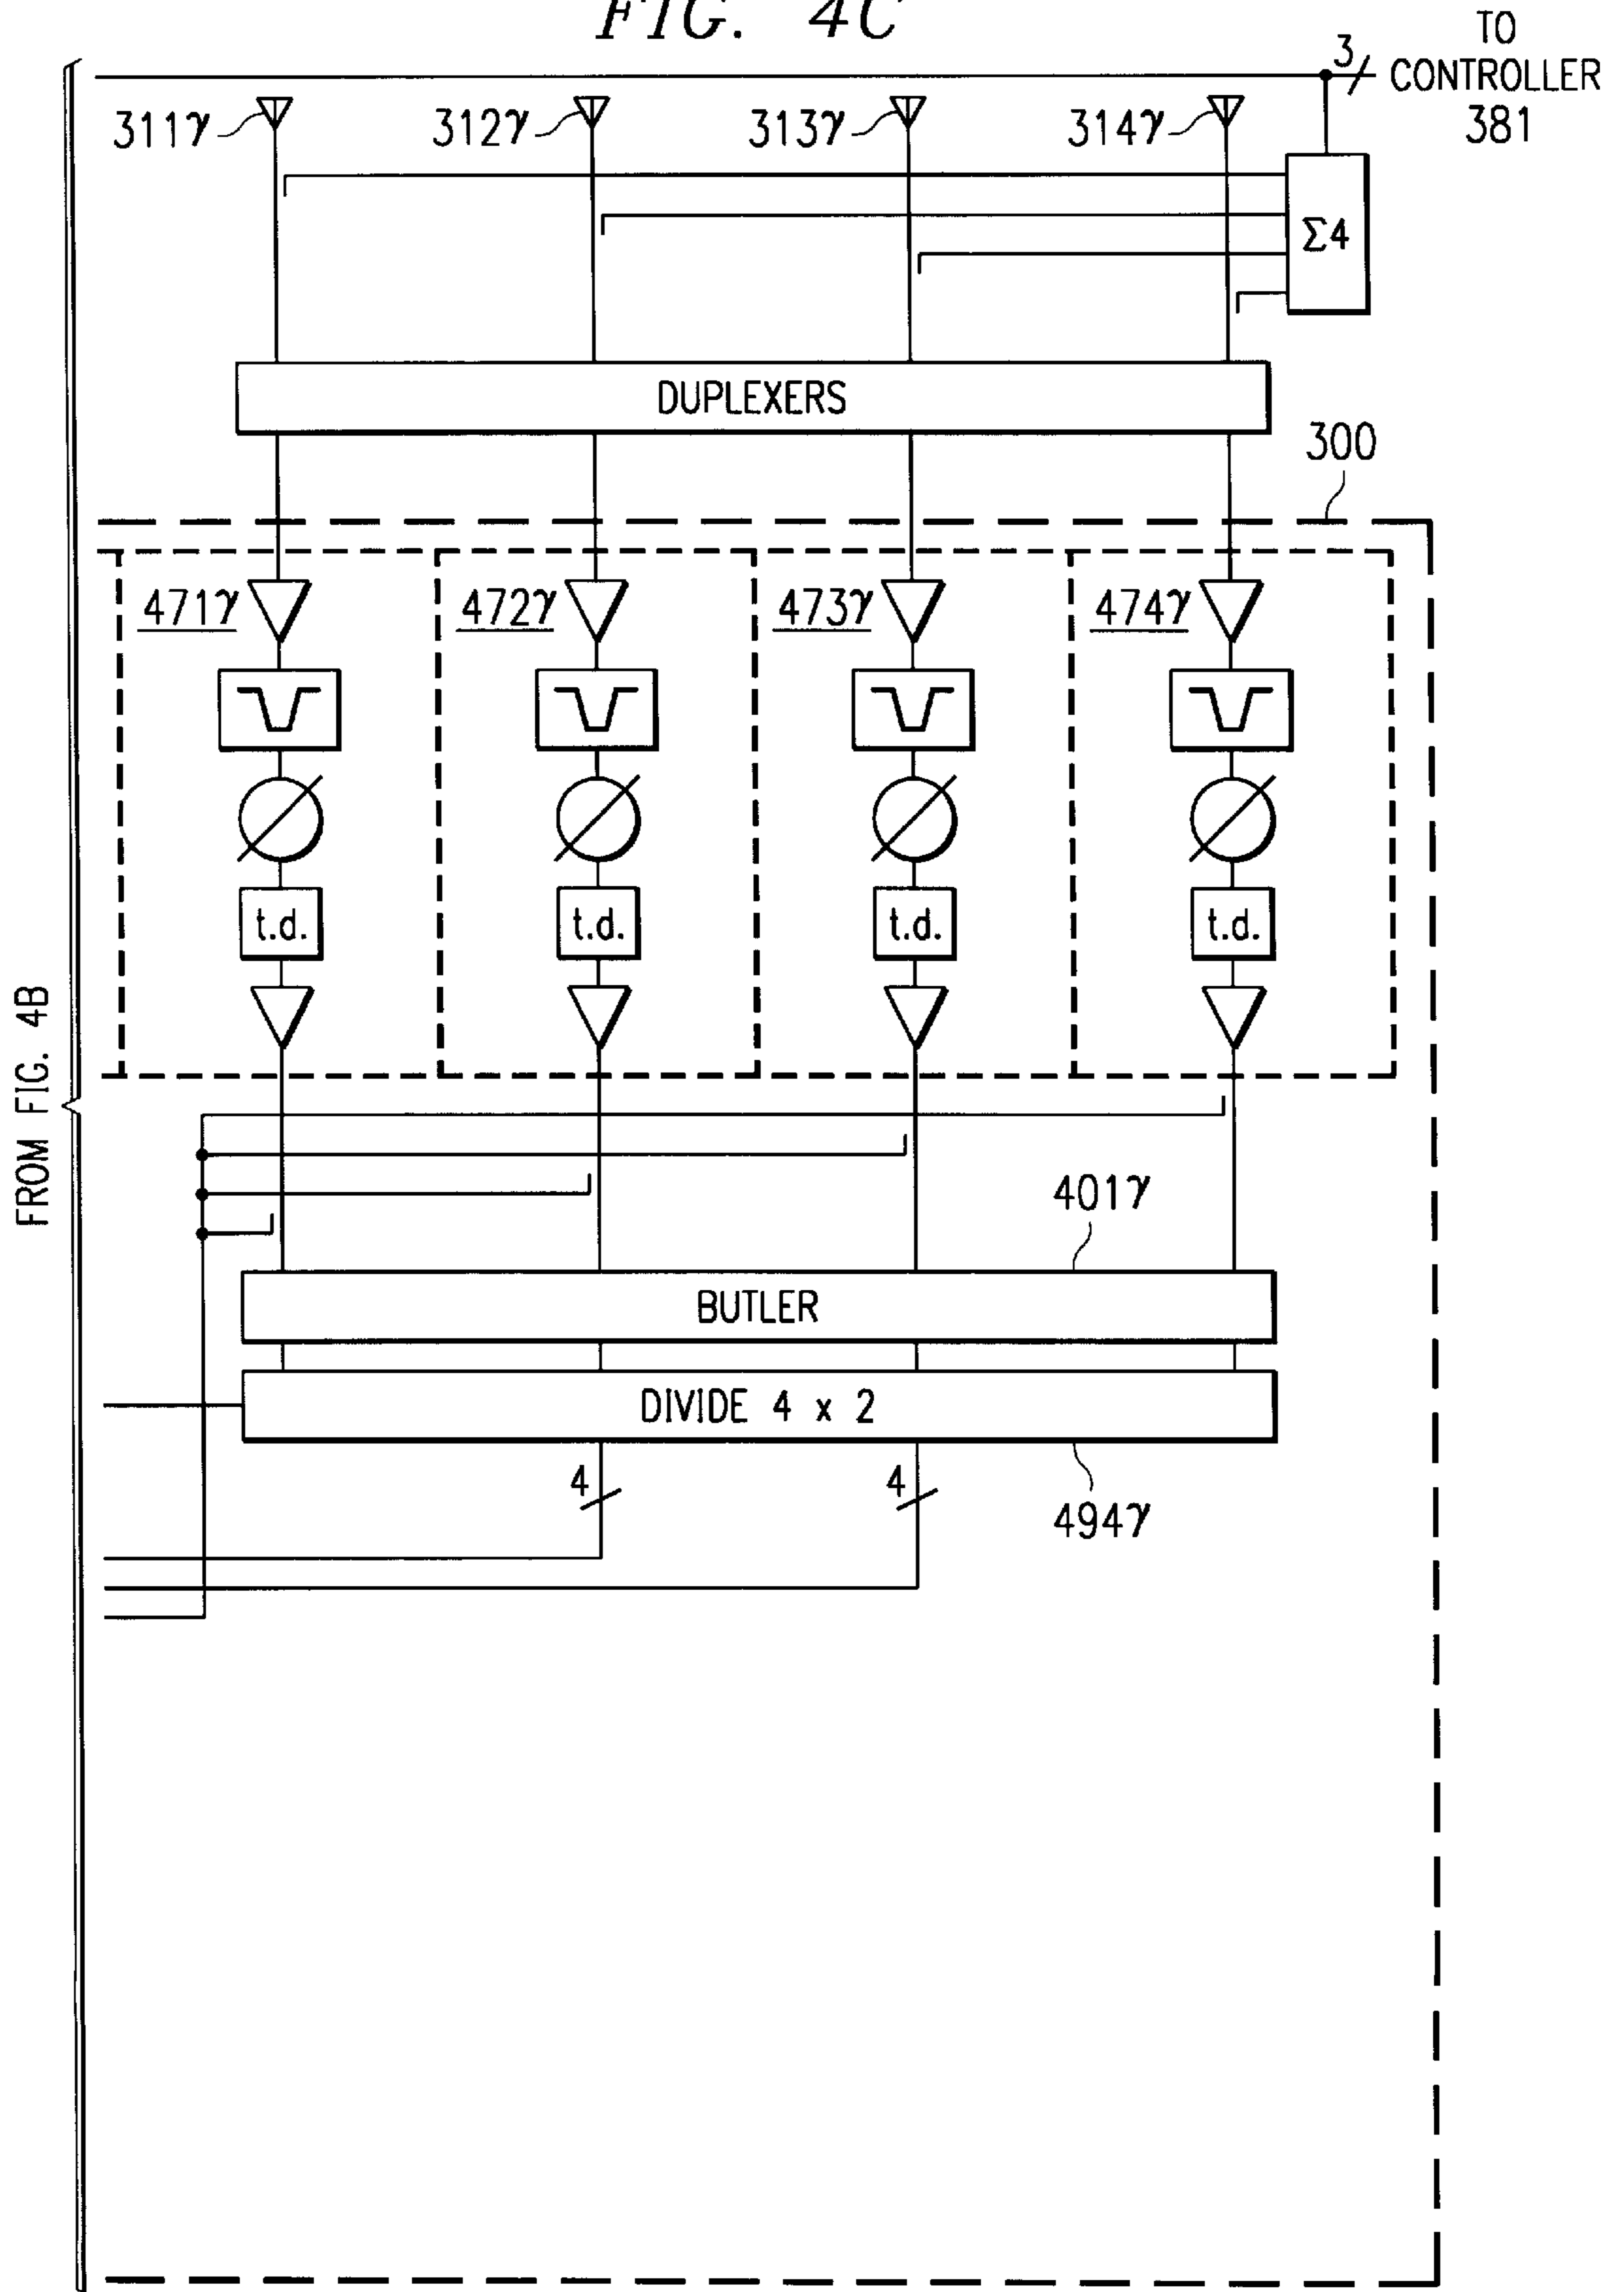 FIG. 4C
TO
CONTROLLER
381
3
311γ
312γ
313γ
314γ
Σ4
DUPLEXERS
300
471γ
472γ
473γ
474γ
t.d.
t.d.
t.d.
t.d.
FROM FIG. 4B
401γ
BUTLER
DIVIDE 4 x 2
4
4
494γ